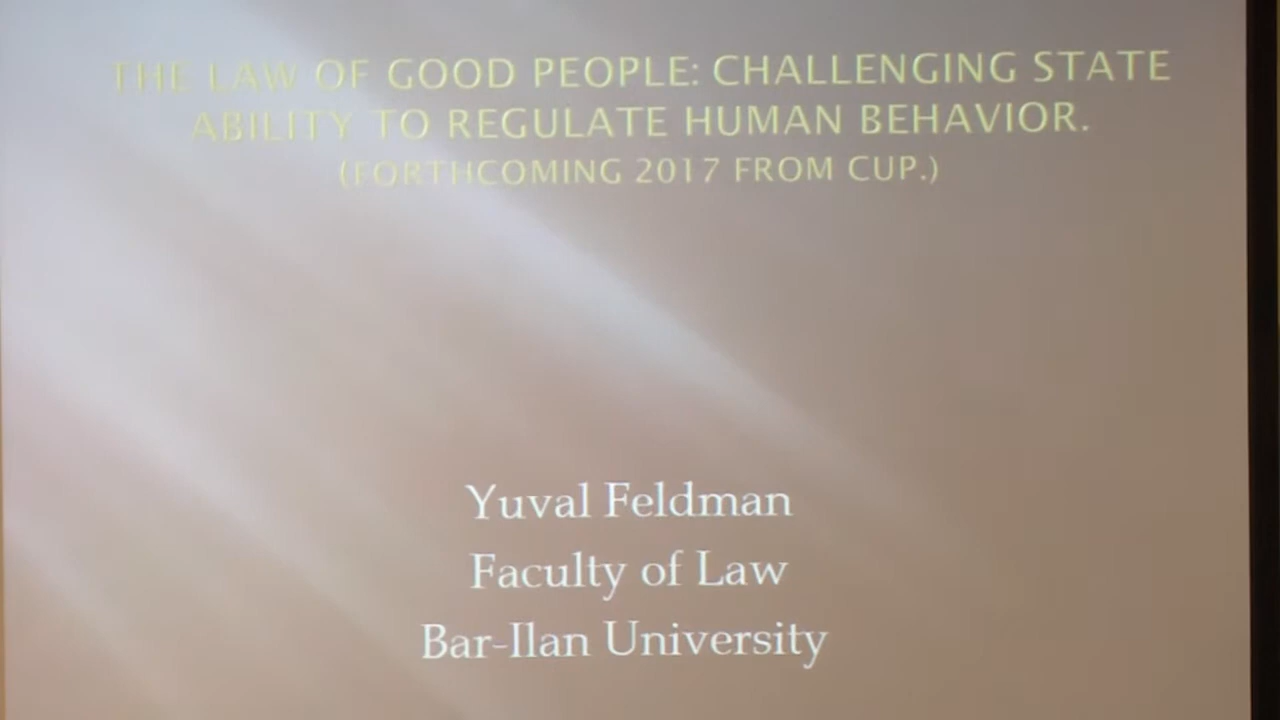 THE LAW OF GOOD PEOPLE: CHALLENGING STATE
ABILITY TO REGULATE HUMAN BEHAVIOR.
(FORTHCOMING 2017 FROM CUP.)
Yuval Feldman
Faculty of Law
Bar-Ilan University